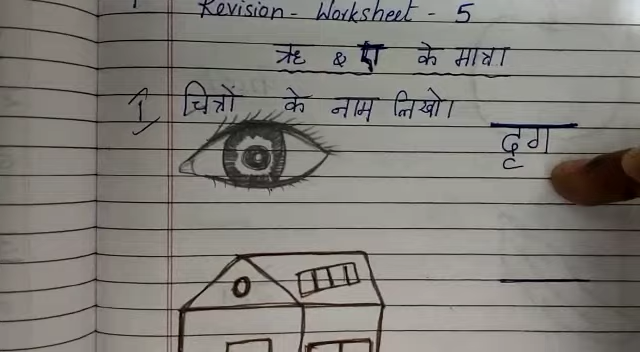 Revision - Worksheet - 5
ऋ & ए के मात्रा
1) चित्रों के नाम लिखो।
दृग